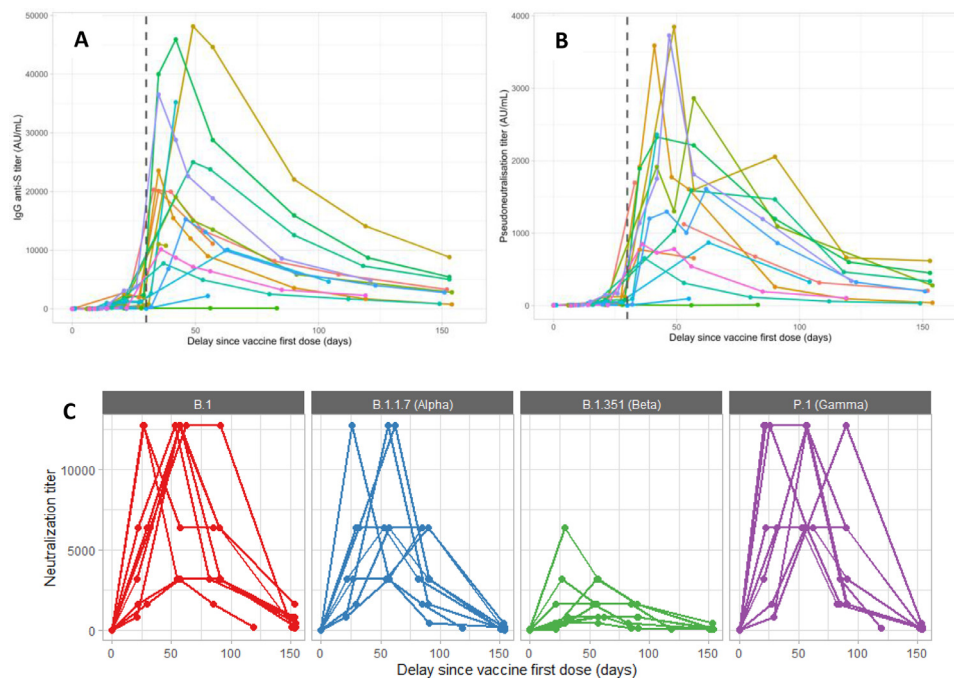 A
B
50000
40000
30000
20000
10000
0
IgG anti-S titer (AU/mL)
0
50
100
150
Delay since vaccine first dose (days)
4000
3000
2000
1000
0
Pseudoneutralisation titer (AU/mL)
0
50
100
150
Delay since vaccine first dose (days)
C
B.1
B.1.1.7 (Alpha)
B.1.351 (Beta)
P.1 (Gamma)
10000
5000
0
Neutralization titer
0 50 100 150
0 50 100 150
0 50 100 150
0 50 100 150
Delay since vaccine first dose (days)